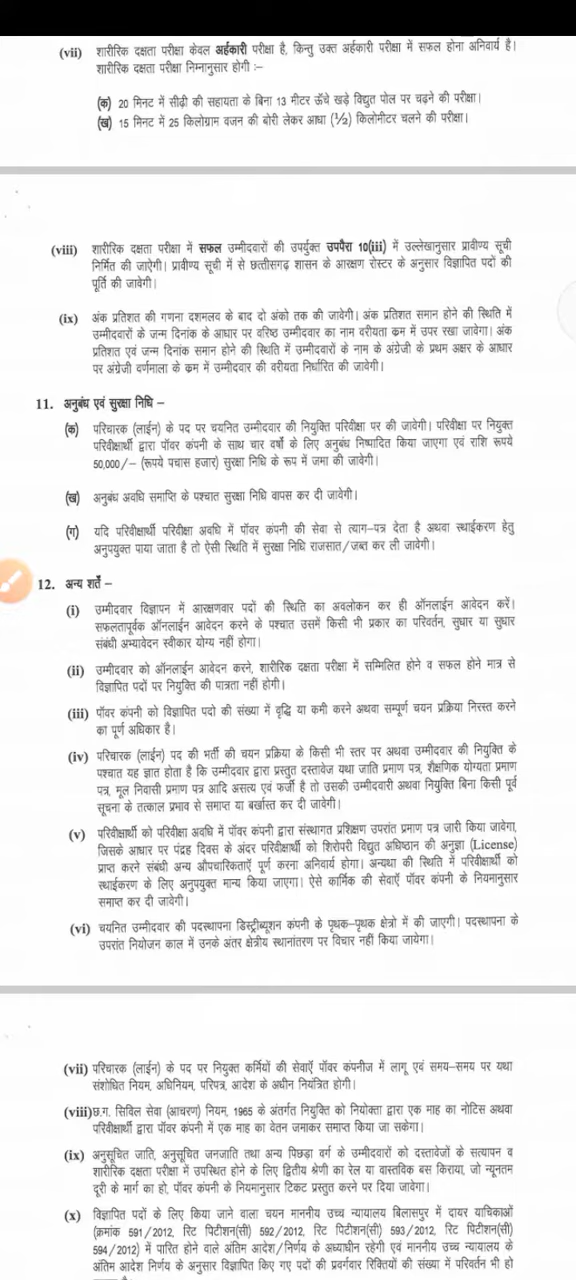 (vii) शारीरिक दक्षता परीक्षा केवल अर्हकारी परीक्षा है, किन्तु उक्त अर्हकारी परीक्षा में सफल होना अनिवार्य है।
शारीरिक दक्षता परीक्षा निम्नानुसार होगी :–
(क) 20 मिनट में सीढ़ी की सहायता के बिना 13 मीटर ऊँचे खड़े विद्युत पोल पर चढ़ने की परीक्षा।
(ख) 15 मिनट में 25 किलोग्राम वजन की बोरी लेकर आधा (½) किलोमीटर चलने की परीक्षा।
(viii) शारीरिक दक्षता परीक्षा में सफल उम्मीदवारों की उपर्युक्त उपपैरा 10(iii) में उल्लेखानुसार प्रावीण्य सूची
निर्मित की जाऐगी। प्रावीण्य सूची में से छत्तीसगढ़ शासन के आरक्षण रोस्टर के अनुसार विज्ञापित पदों की
पूर्ति की जावेगी।
(ix) अंक प्रतिशत की गणना दशमलव के बाद दो अंको तक की जावेगी। अंक प्रतिशत समान होने की स्थिति में
उम्मीदवारों के जन्म दिनांक के आधार पर वरिष्ठ उम्मीदवार का नाम वरीयता क्रम में उपर रखा जावेगा। अंक
प्रतिशत एवं जन्म दिनांक समान होने की स्थिति में उम्मीदवारों के नाम के अंग्रेजी के प्रथम अक्षर के आधार
पर अंग्रेजी वर्णमाला के क्रम में उम्मीदवार की वरीयता निर्धारित की जावेगी।
11. अनुबंध एवं सुरक्षा निधि –
(क) परिचारक (लाईन) के पद पर चयनित उम्मीदवार की नियुक्ति परिवीक्षा पर की जावेगी। परिवीक्षा पर नियुक्त
परिवीक्षार्थी द्वारा पॉवर कंपनी के साथ चार वर्षो के लिए अनुबंध निष्पादित किया जाएगा एवं राशि रूपये
50,000/– (रूपये पचास हजार) सुरक्षा निधि के रूप में जमा की जावेगी।
(ख) अनुबंध अवधि समाप्ति के पश्चात सुरक्षा निधि वापस कर दी जावेगी।
(ग) यदि परिवीक्षार्थी परिवीक्षा अवधि में पॉवर कंपनी की सेवा से त्याग–पत्र देता है अथवा स्थाईकरण हेतु
अनुपयुक्त पाया जाता है तो ऐसी स्थिति में सुरक्षा निधि राजसात/जब्त कर ली जावेगी।
12. अन्य शर्तें –
(i) उम्मीदवार विज्ञापन में आरक्षणवार पदों की स्थिति का अवलोकन कर ही ऑनलाईन आवेदन करें।
सफलतापूर्वक ऑनलाईन आवेदन करने के पश्चात उसमें किसी भी प्रकार का परिवर्तन, सुधार या सुधार
संबंधी अभ्यावेदन स्वीकार योग्य नहीं होगा।
(ii) उम्मीदवार को ऑनलाईन आवेदन करने, शारीरिक दक्षता परीक्षा में सम्मिलित होने व सफल होने मात्र से
विज्ञापित पदों पर नियुक्ति की पात्रता नहीं होगी।
(iii) पॉवर कंपनी को विज्ञापित पदो की संख्या में वृद्धि या कमी करने अथवा सम्पूर्ण चयन प्रक्रिया निरस्त करने
का पूर्ण अधिकार है।
(iv) परिचारक (लाईन) पद की भर्ती की चयन प्रक्रिया के किसी भी स्तर पर अथवा उम्मीदवार की नियुक्ति के
पश्चात यह ज्ञात होता है कि उम्मीदवार द्वारा प्रस्तुत दस्तावेज यथा जाति प्रमाण पत्र, शैक्षणिक योग्यता प्रमाण
पत्र, मूल निवासी प्रमाण पत्र आदि असत्य एवं फर्जी है तो उसकी उम्मीदवारी अथवा नियुक्ति बिना किसी पूर्व
सूचना के तत्काल प्रभाव से समाप्त या बर्खास्त कर दी जावेगी।
(v) परिवीक्षार्थी को परिवीक्षा अवधि में पॉवर कंपनी द्वारा संस्थागत प्रशिक्षण उपरांत प्रमाण पत्र जारी किया जावेगा,
जिसके आधार पर पंद्रह दिवस के अंदर परिवीक्षार्थी को शिरोपरी विद्युत अधिष्ठान की अनुज्ञा (License)
प्राप्त करने संबंधी अन्य औपचारिकताऍ पूर्ण करना अनिवार्य होगा। अन्यथा की स्थिति में परिवीक्षार्थी को
स्थाईकरण के लिए अनुपयुक्त मान्य किया जाएगा। ऐसे कार्मिक की सेवाऍ पॉवर कंपनी के नियमानुसार
समाप्त कर दी जावेगी।
(vi) चयनित उम्मीदवार की पदस्थापना डिस्ट्रीब्यूशन कंपनी के पृथक–पृथक क्षेत्रो में की जाएगी। पदस्थापना के
उपरांत नियोजन काल में उनके अंतर क्षेत्रीय स्थानांतरण पर विचार नहीं किया जायेगा।
(vii) परिचारक (लाईन) के पद पर नियुक्त कर्मियों की सेवाऍ पॉवर कंपनीज में लागू एवं समय–समय पर यथा
संशोधित नियम, अधिनियम, परिपत्र, आदेश के अधीन नियंत्रित होगी।
(viii)छ.ग. सिविल सेवा (आचरण) नियम, 1965 के अंतर्गत नियुक्ति को नियोक्ता द्वारा एक माह का नोटिस अथवा
परिवीक्षार्थी द्वारा पॉवर कंपनी में एक माह का वेतन जमाकर समाप्त किया जा सकेगा।
(ix) अनुसूचित जाति, अनुसूचित जनजाति तथा अन्य पिछड़ा वर्ग के उम्मीदवारों को दस्तावेजों के सत्यापन व
शारीरिक दक्षता परीक्षा में उपस्थित होने के लिए द्वितीय श्रेणी का रेल या वास्तविक बस किराया, जो न्यूनतम
दूरी के मार्ग का हो, पॉवर कंपनी के नियमानुसार टिकट प्रस्तुत करने पर दिया जावेगा।
(x) विज्ञापित पदों के लिए किया जाने वाला चयन माननीय उच्च न्यायालय बिलासपुर में दायर याचिकाओं
(क्रमांक 591/2012, रिट पिटीशन(सी) 592/2012, रिट पिटीशन(सी) 593/2012, रिट पिटीशन(सी)
594/2012) में पारित होने वाले अंतिम आदेश/निर्णय के अध्याधीन रहेगी एवं माननीय उच्च न्यायालय के
अंतिम आदेश निर्णय के अनुसार विज्ञापित किए गए पदों की प्रवर्गवार रिक्तियों की संख्या में परिवर्तन भी हो